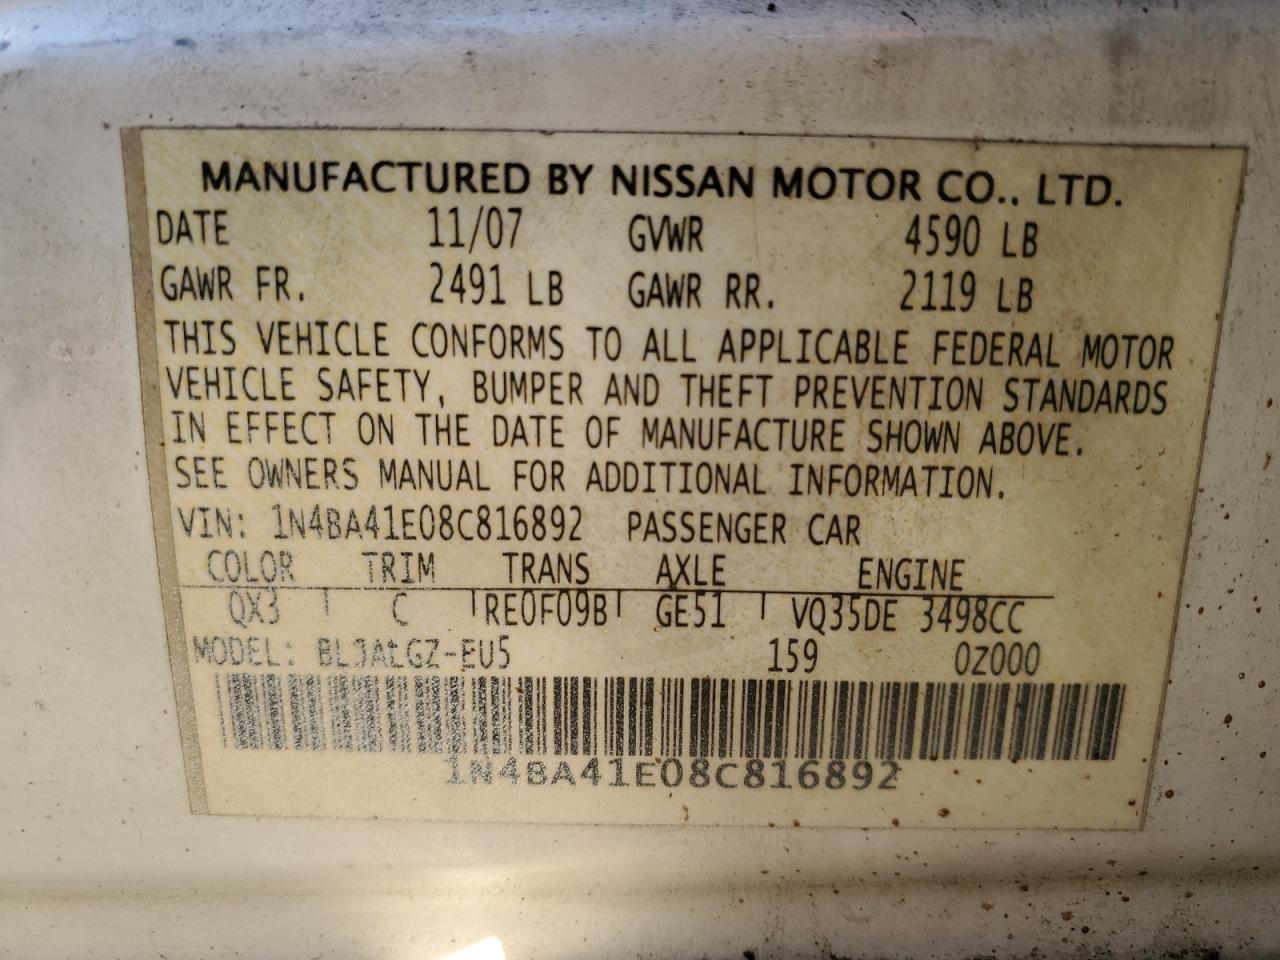 MANUFACTURED BY NISSAN MOTOR CO., LTD.
DATE 11/07 GVWR 4590 LB
GAWR FR. 2491 LB GAWR RR. 2119 LB
THIS VEHICLE CONFORMS TO ALL APPLICABLE FEDERAL MOTOR
VEHICLE SAFETY, BUMPER AND THEFT PREVENTION STANDARDS
IN EFFECT ON THE DATE OF MANUFACTURE SHOWN ABOVE.
SEE OWNERS MANUAL FOR ADDITIONAL INFORMATION.
VIN: 1N4BA41E08C816892 PASSENGER CAR
COLOR TRIM TRANS AXLE ENGINE
QX3 C RE0F09B GE51 VQ35DE 3498CC
MODEL: 159 0Z000
1N4BA41E08C816892